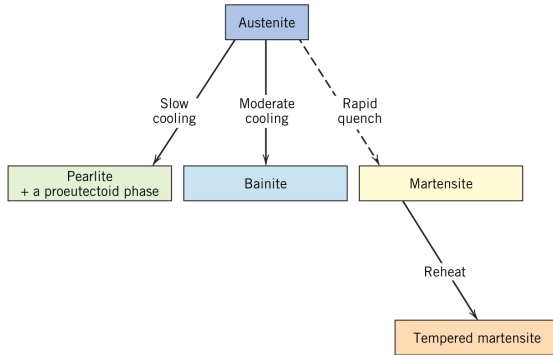 Austenite
Slow
cooling
Moderate
cooling
Rapid
quench
Pearlite
+ a proeutectoid phase
Bainite
Martensite
Reheat
Tempered martensite